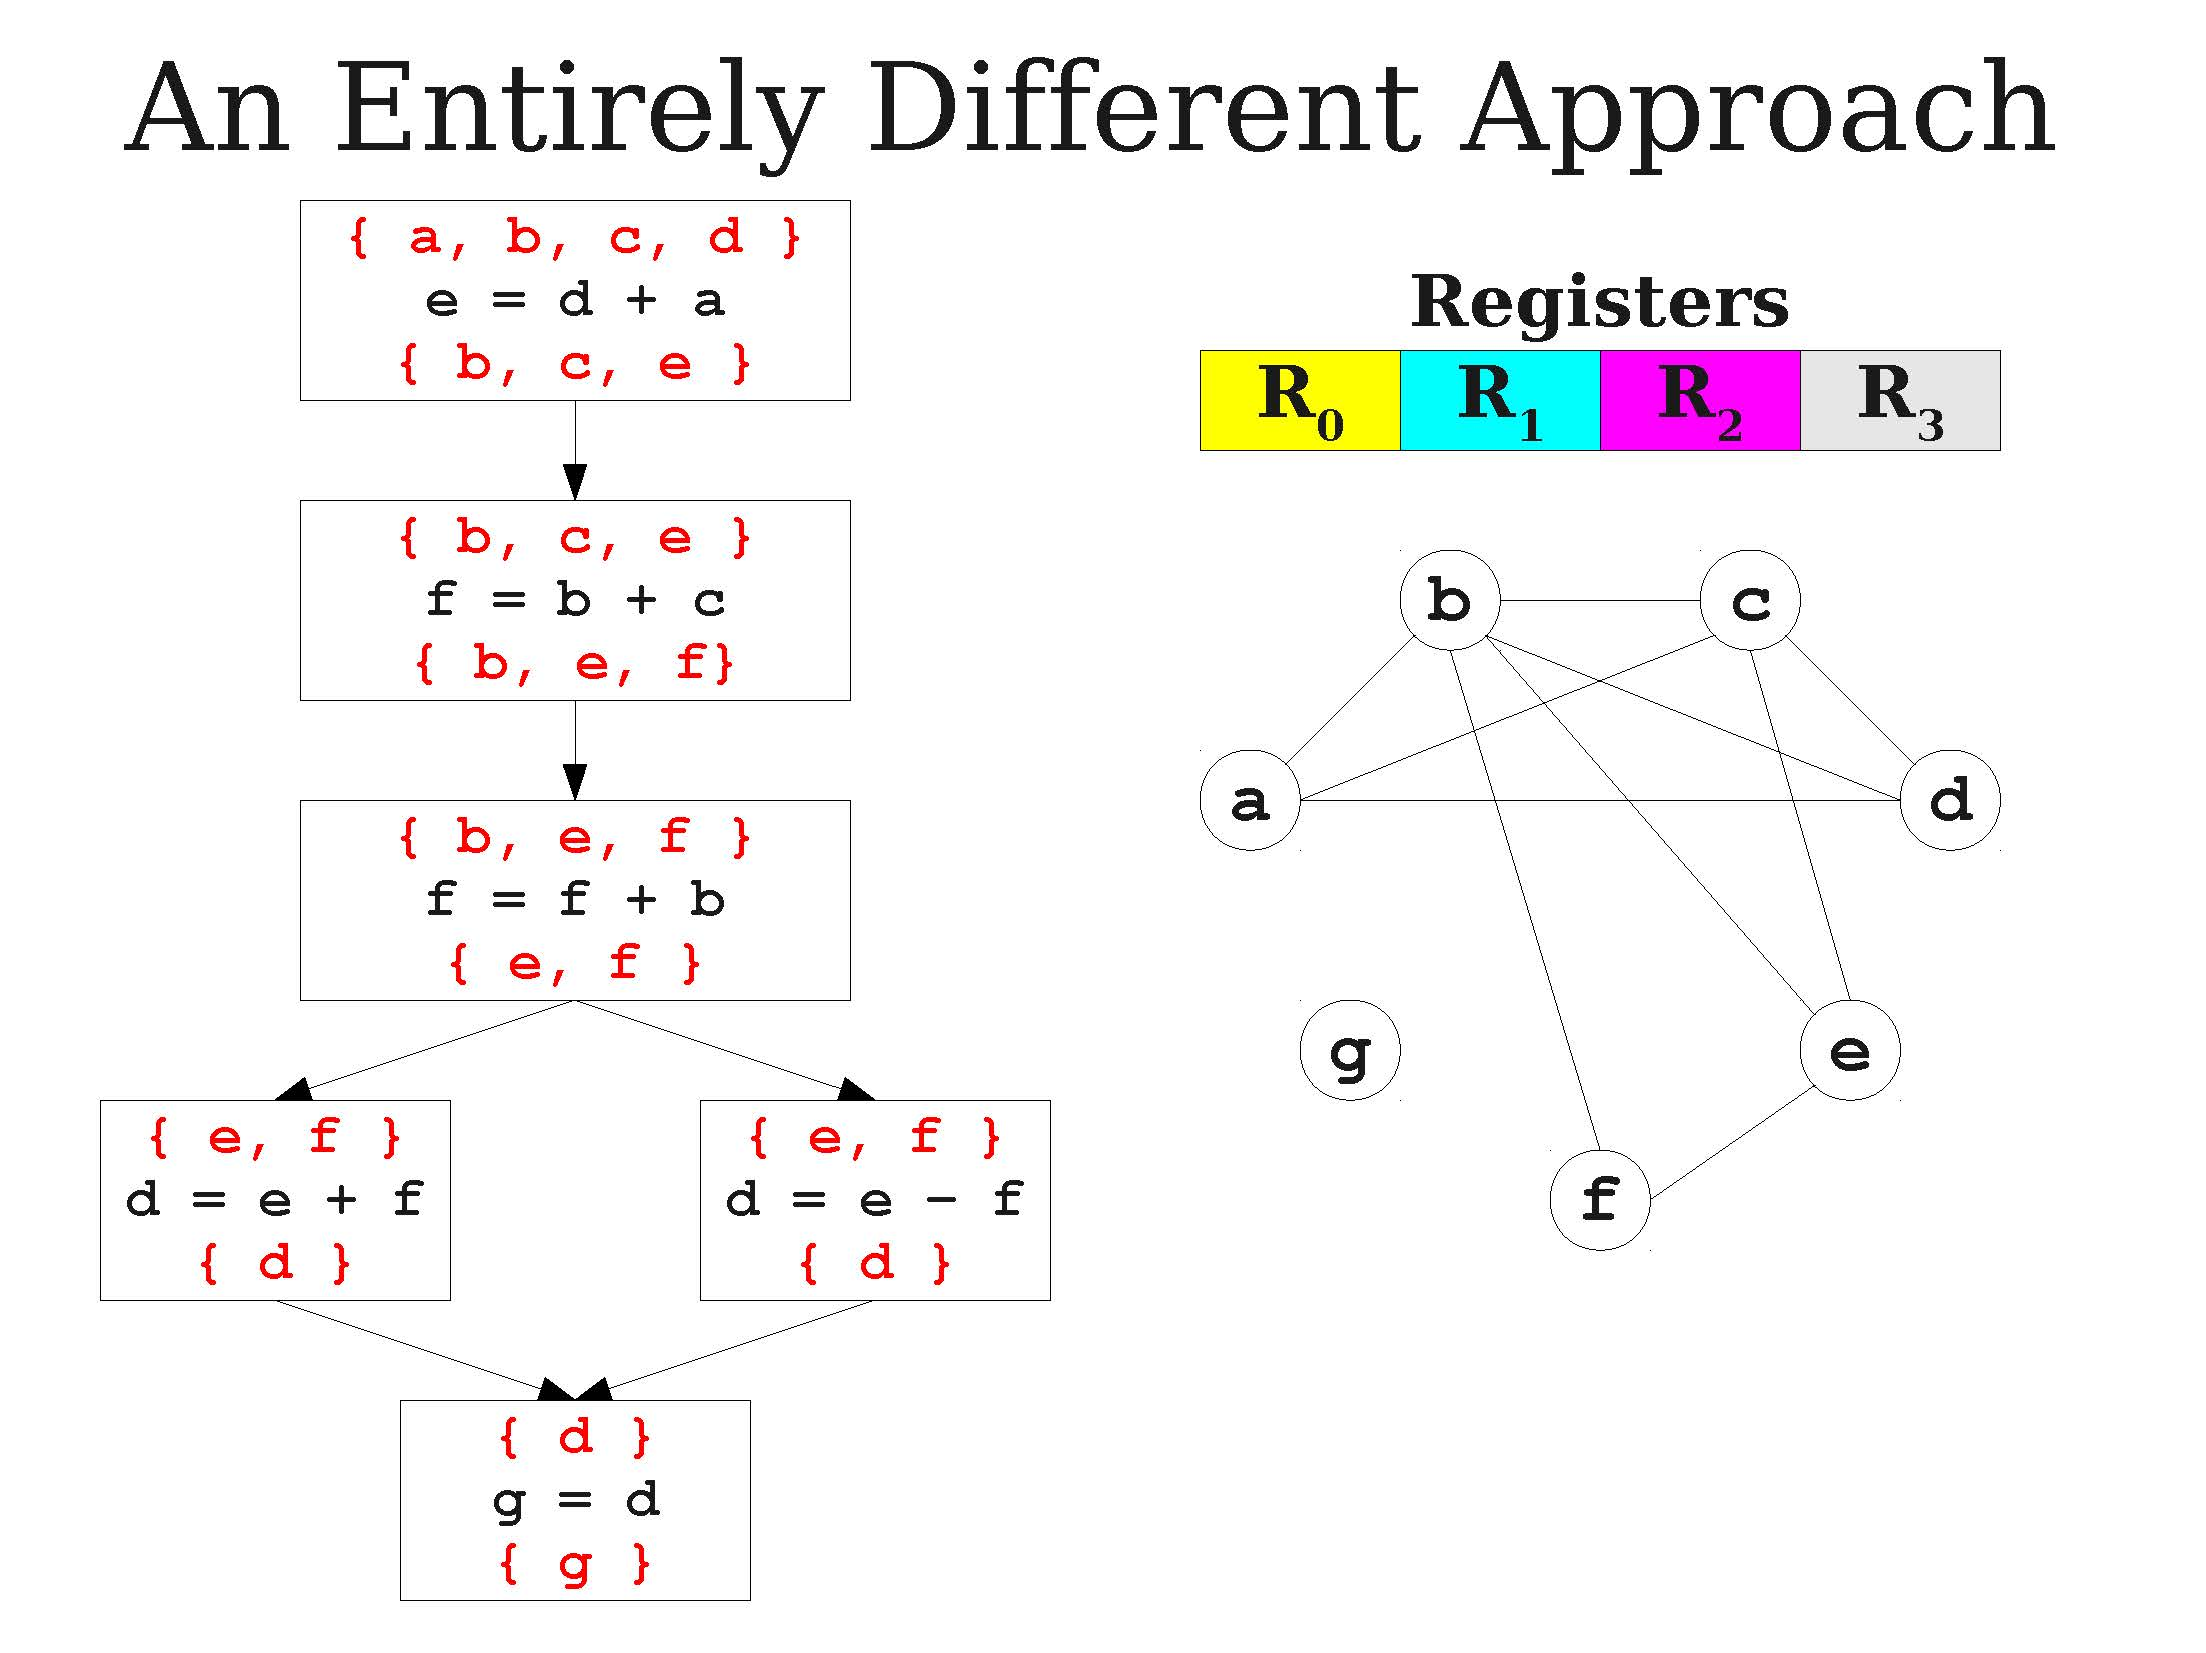 An Entirely Different Approach
{ a, b, c, d }
e = d + a
{ b, c, e }
{ b, c, e }
f = b + c
{ b, e, f}
{ b, e, f }
f = f + b
{ e, f }
{ e, f }
d = e + f
{ d }
{ e, f }
d = e - f
{ d }
{ d }
g = d
{ g }
Registers
R0 R1 R2 R3
b c
a d
g e
f